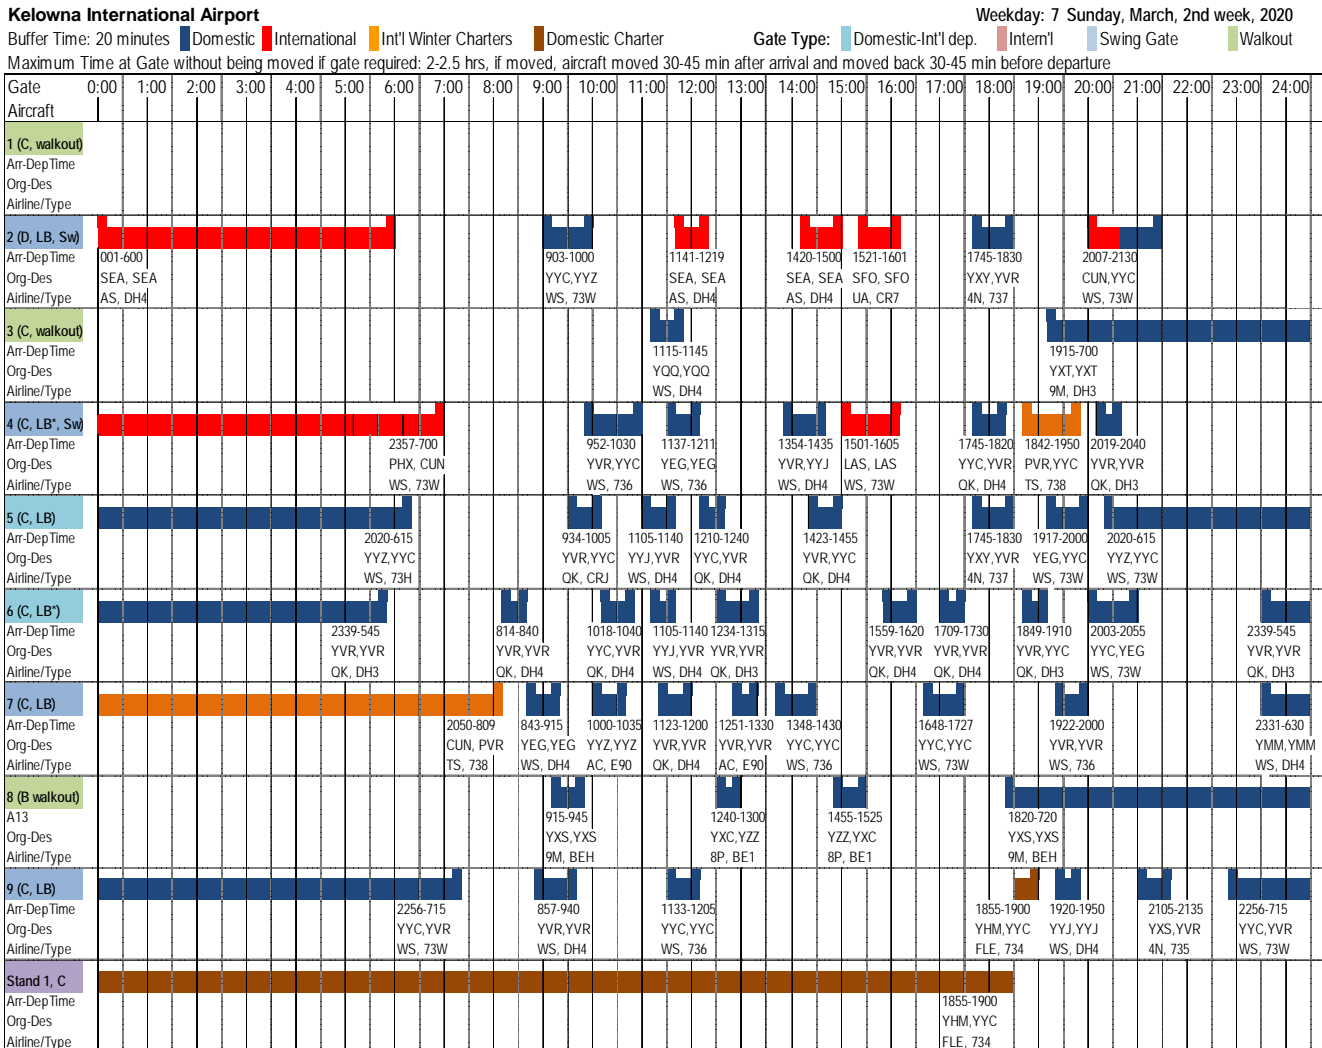 Kelowna International Airport Weekday: 7 Sunday, March, 2nd week, 2020
Buffer Time: 20 minutes Domestic International Int'l Winter Charters Domestic Charter Gate Type: Domestic-Int'l dep. Intern'l Swing Gate Walkout
Maximum Time at Gate without being moved if gate required: 2-2.5 hrs, if moved, aircraft moved 30-45 min after arrival and moved back 30-45 min before departure
Gate 0:00 1:00 2:00 3:00 4:00 5:00 6:00 7:00 8:00 9:00 10:00 11:00 12:00 13:00 14:00 15:00 16:00 17:00 18:00 19:00 20:00 21:00 22:00 23:00 24:00
Aircraft
1 (C, walkout)
Arr-DepTime
Org-Des
Airline/Type
2 (D, LB, Sw)
Arr-DepTime 001-600 903-1000 1141-1219 1420-1500 1521-1601 1745-1830 2007-2130
Org-Des SEA, SEA YYC,YYZ SEA, SEA SEA, SEA SFO, SFO YXY,YVR CUN,YYC
Airline/Type AS, DH4 WS, 73W AS, DH4 AS, DH4 UA, CR7 4N, 737 WS, 73W
3 (C, walkout)
Arr-DepTime 1115-1145 1915-700
Org-Des YQQ,YQQ YXT,YXT
Airline/Type WS, DH4 9M, DH3
4 (C, LB*, Sw)
Arr-DepTime 2357-700 952-1030 1137-1211 1354-1435 1501-1605 1745-1820 1842-1950 2019-2040
Org-Des PHX, CUN YVR,YYC YEG,YEG YVR,YYJ LAS, LAS YYC,YVR PVR,YYC YVR,YVR
Airline/Type WS, 73W WS, 736 WS, 736 WS, DH4 WS, 73W QK, DH4 TS, 738 QK, DH3
5 (C, LB)
Arr-DepTime 2020-615 934-1005 1105-1140 1210-1240 1423-1455 1745-1830 1917-2000 2020-615
Org-Des YYZ,YYC YVR,YYC YYJ,YVR YYC,YVR YVR,YYC YXY,YVR YEG,YYC YYZ,YYC
Airline/Type WS, 73H QK, CRJ WS, DH4 QK, DH4 QK, DH4 4N, 737 WS, 73W WS, 73W
6 (C, LB*)
Arr-DepTime 2339-545 814-840 1018-1040 1105-1140 1234-1315 1559-1620 1709-1730 1849-1910 2003-2055 2339-545
Org-Des YVR,YVR YVR,YVR YYC,YVR YYJ,YVR YVR,YVR YVR,YVR YVR,YVR YVR,YYC YYC,YEG YVR,YVR
Airline/Type QK, DH3 QK, DH4 QK, DH4 WS, DH4 QK, DH3 QK, DH4 QK, DH4 QK, DH3 WS, 73W QK, DH3
7 (C, LB)
Arr-DepTime 2050-809 843-915 1000-1035 1123-1200 1251-1330 1348-1430 1648-1727 1922-2000 2331-630
Org-Des CUN, PVR YEG,YEG YYZ,YYZ YVR,YVR YVR,YVR YYC,YYC YYC,YYC YVR,YVR YMM,YMM
Airline/Type TS, 738 WS, DH4 AC, E90 QK, DH4 AC, E90 WS, 736 WS, 73W WS, 736 WS, DH4
8 (B walkout)
A13 915-945 1240-1300 1455-1525 1820-720
Org-Des YXS,YXS YXC,YZZ YZZ,YXC YXS,YXS
Airline/Type 9M, BEH 8P, BE1 8P, BE1 9M, BEH
9 (C, LB)
Arr-DepTime 2256-715 857-940 1133-1205 1855-1900 1920-1950 2105-2135 2256-715
Org-Des YYC,YVR YVR,YVR YYC,YYC YHM,YYC YYJ,YYJ YXS,YVR YYC,YVR
Airline/Type WS, 73W WS, DH4 WS, 736 FLE, 734 WS, DH4 4N, 735 WS, 73W
Stand 1, C
Arr-DepTime 1855-1900
Org-Des YHM,YYC
Airline/Type FLE, 734